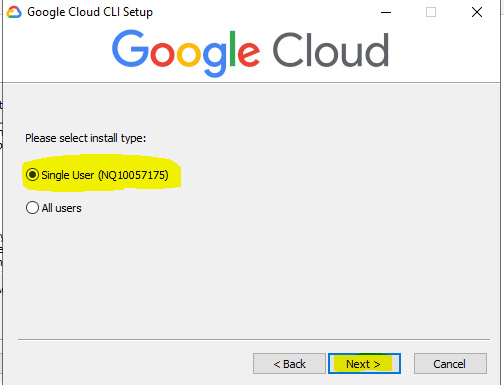 Google Cloud CLI Setup
Google Cloud
Please select install type:
Single User (NQ10057175)
All users
< Back
Next >
Cancel